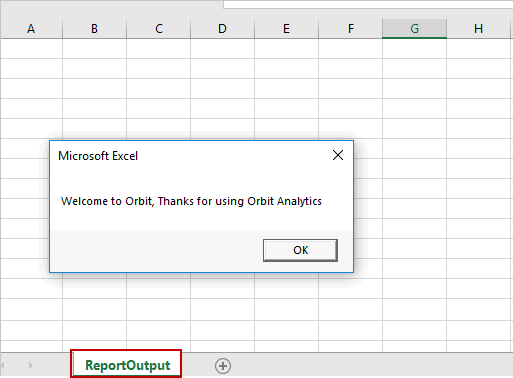 A B C D E F G H
Microsoft Excel
Welcome to Orbit, Thanks for using Orbit Analytics
OK
ReportOutput